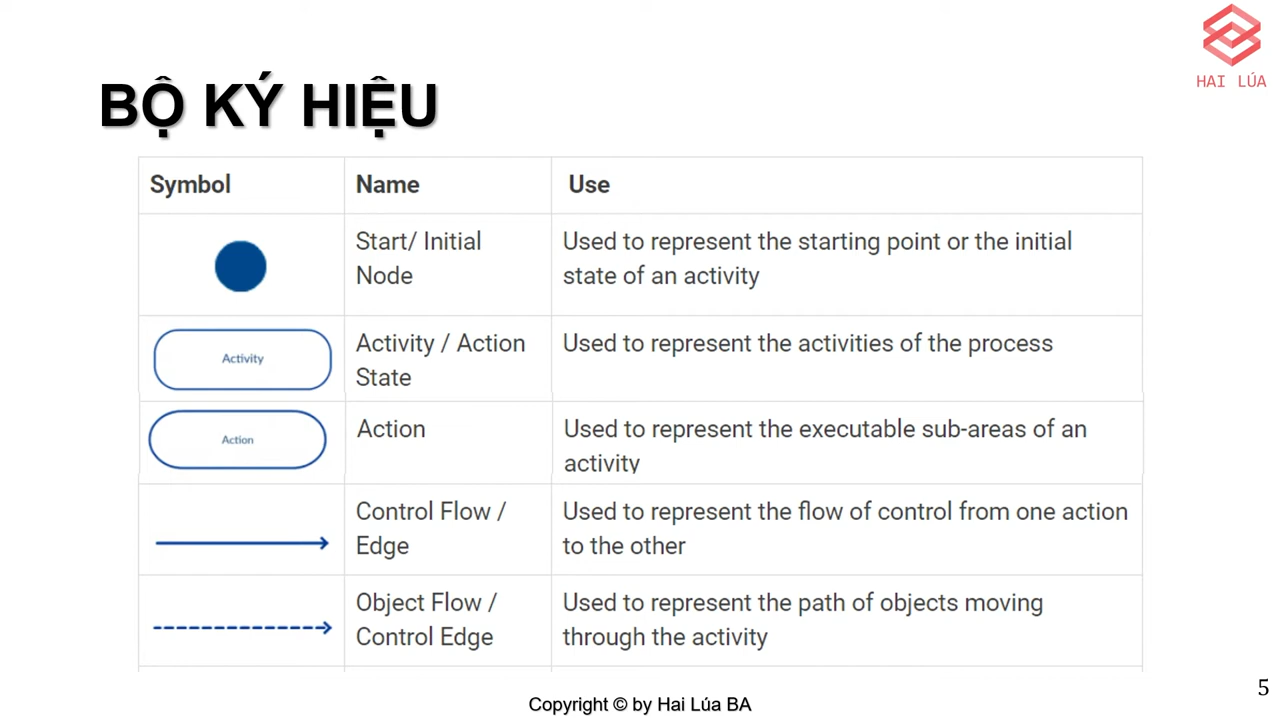 HAI LÚA
BỘ KÝ HIỆU
Symbol
Name
Use
Start/ Initial
Node
Used to represent the starting point or the initial
state of an activity
Activity
Activity / Action
State
Used to represent the activities of the process
Action
Action
Used to represent the executable sub-areas of an
activity
Control Flow /
Edge
Used to represent the flow of control from one action
to the other
Object Flow /
Control Edge
Used to represent the path of objects moving
through the activity
Copyright © by Hai Lúa BA
5